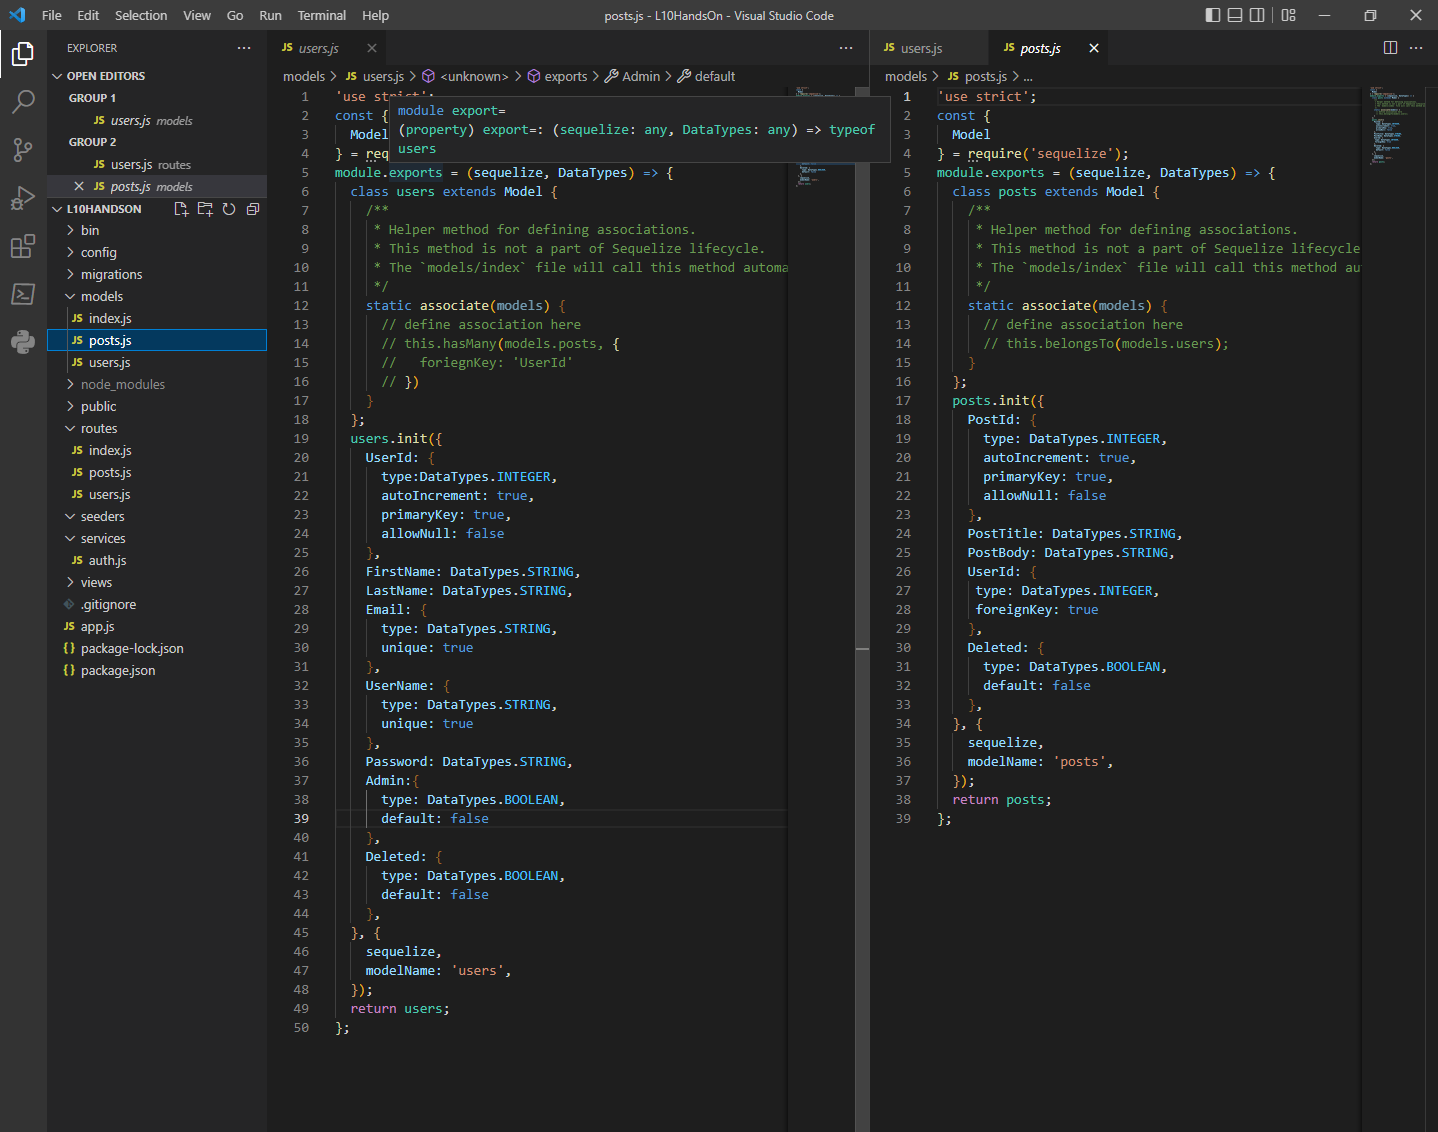 File Edit Selection View Go Run Terminal Help
posts.js - L10HandsOn - Visual Studio Code
EXPLORER
OPEN EDITORS
GROUP 1
JS users.js models
GROUP 2
JS users.js routes
JS posts.js models
L10HANDSON
bin
config
migrations
models
JS index.js
JS posts.js
JS users.js
node_modules
public
routes
JS index.js
JS posts.js
JS users.js
seeders
services
JS auth.js
views
.gitignore
JS app.js
{} package-lock.json
{} package.json
JS users.js
models > JS users.js > <unknown> > exports > Admin > default
module export=
(property) export=: (sequelize: any, DataTypes: any) => typeof
users
1 'use strict';
2 const {
3 Model
4 } = requ
5 module.exports = (sequelize, DataTypes) => {
6 class users extends Model {
7 /**
8 * Helper method for defining associations.
9 * This method is not a part of Sequelize lifecycle.
10 * The `models/index` file will call this method automa
11 */
12 static associate(models) {
13 // define association here
14 // this.hasMany(models.posts, {
15 // foriegnKey: 'UserId'
16 // })
17 }
18 };
19 users.init({
20 UserId: {
21 type:DataTypes.INTEGER,
22 autoIncrement: true,
23 primaryKey: true,
24 allowNull: false
25 },
26 FirstName: DataTypes.STRING,
27 LastName: DataTypes.STRING,
28 Email: {
29 type: DataTypes.STRING,
30 unique: true
31 },
32 UserName: {
33 type: DataTypes.STRING,
34 unique: true
35 },
36 Password: DataTypes.STRING,
37 Admin:{
38 type: DataTypes.BOOLEAN,
39 default: false
40 },
41 Deleted: {
42 type: DataTypes.BOOLEAN,
43 default: false
44 },
45 }, {
46 sequelize,
47 modelName: 'users',
48 });
49 return users;
50 };
JS users.js JS posts.js
models > JS posts.js > ...
1 'use strict';
2 const {
3 Model
4 } = require('sequelize');
5 module.exports = (sequelize, DataTypes) => {
6 class posts extends Model {
7 /**
8 * Helper method for defining associations.
9 * This method is not a part of Sequelize lifecycle
10 * The `models/index` file will call this method au
11 */
12 static associate(models) {
13 // define association here
14 // this.belongsTo(models.users);
15 }
16 };
17 posts.init({
18 PostId: {
19 type: DataTypes.INTEGER,
20 autoIncrement: true,
21 primaryKey: true,
22 allowNull: false
23 },
24 PostTitle: DataTypes.STRING,
25 PostBody: DataTypes.STRING,
26 UserId: {
27 type: DataTypes.INTEGER,
28 foreignKey: true
29 },
30 Deleted: {
31 type: DataTypes.BOOLEAN,
32 default: false
33 },
34 }, {
35 sequelize,
36 modelName: 'posts',
37 });
38 return posts;
39 };